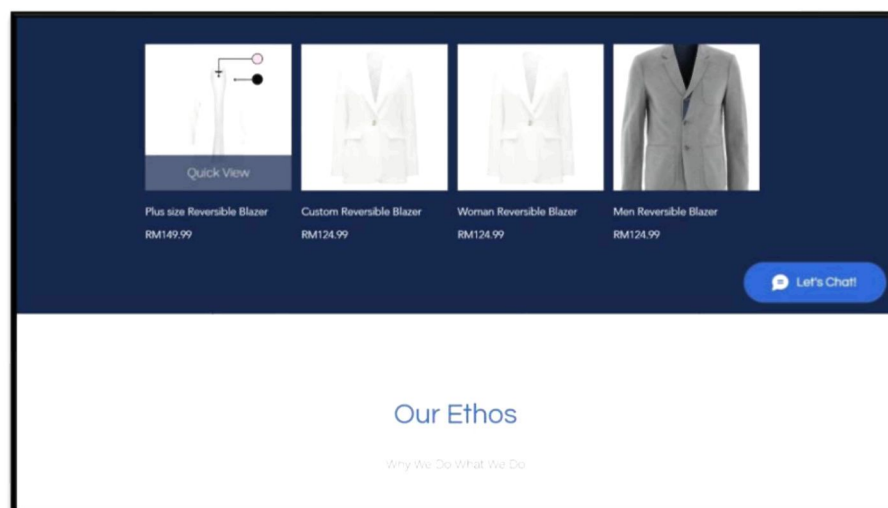 Quick View
Plus size Reversible Blazer
RM149.99
Custom Reversible Blazer
RM124.99
Woman Reversible Blazer
RM124.99
Men Reversible Blazer
RM124.99
Let's Chat!
Our Ethos
Why We Do What We Do